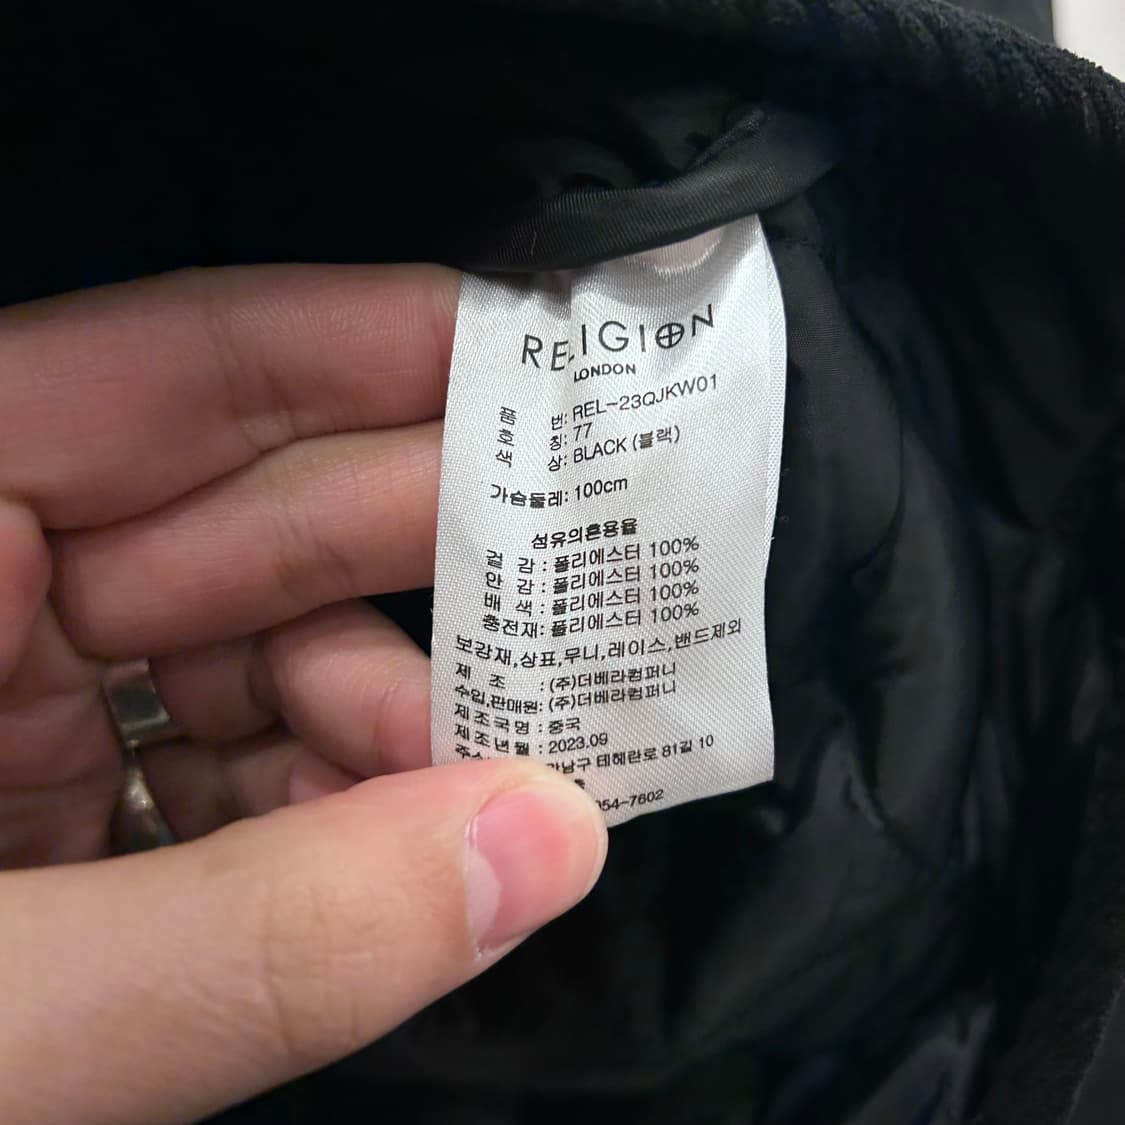 RELIGION
LONDON
품 번: REL-23QJKW01
호 칭: 77
색 상: BLACK (블랙)
가슴둘레: 100cm
섬유의혼용율
겉 감 : 폴리에스터 100%
안 감 : 폴리에스터 100%
배 색 : 폴리에스터 100%
충전재: 폴리에스터 100%
보강재,상표,무늬,레이스,밴드제외
제 조 : (주)더베라컴퍼니
수입,판매원: (주)더베라컴퍼니
제조국명 : 중국
제조년월 : 2023.09
강남구 테헤란로 81길 10
054-7602